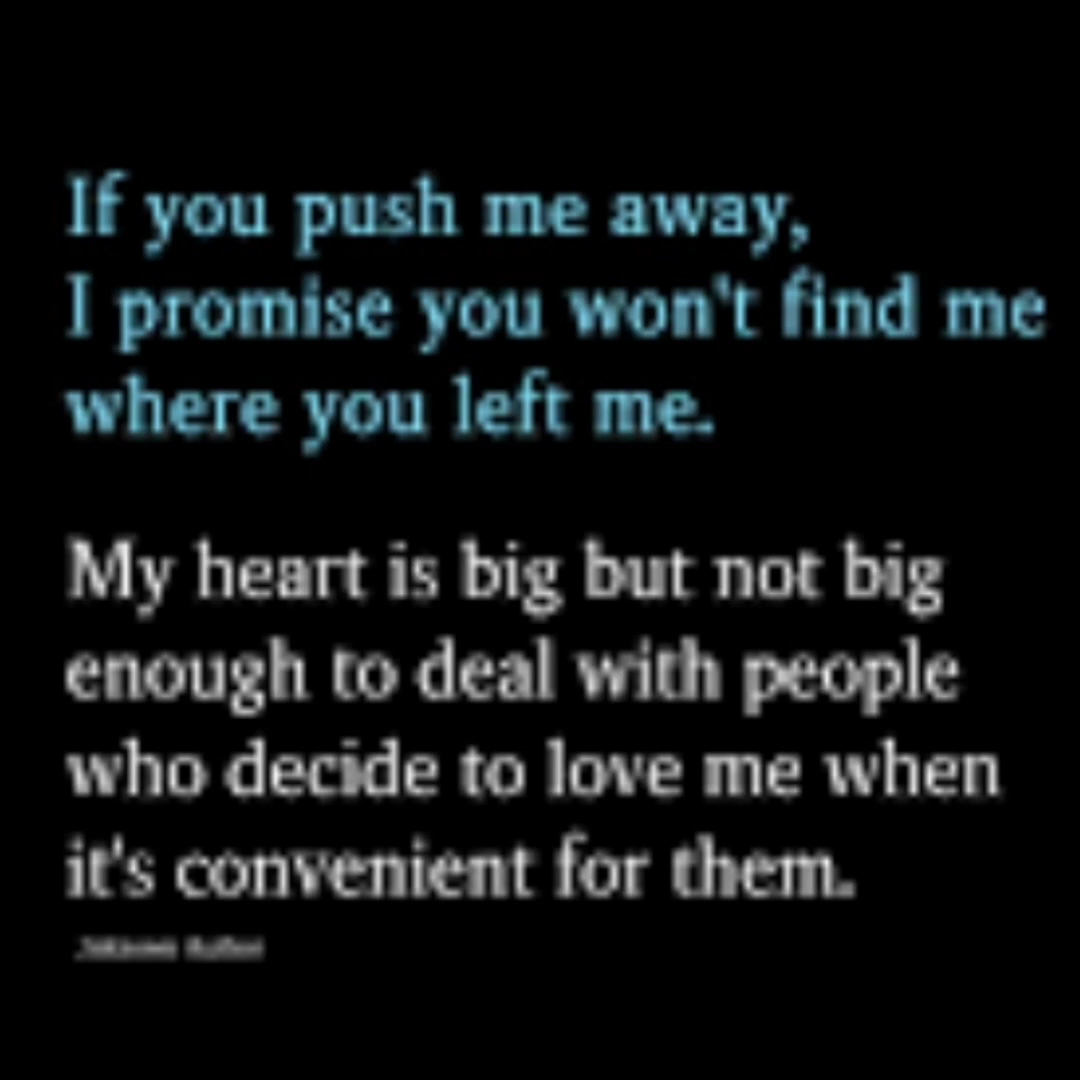 If you push me away,
I promise you won't find me
where you left me.
My heart is big but not big
enough to deal with people
who decide to love me when
it's convenient for them.